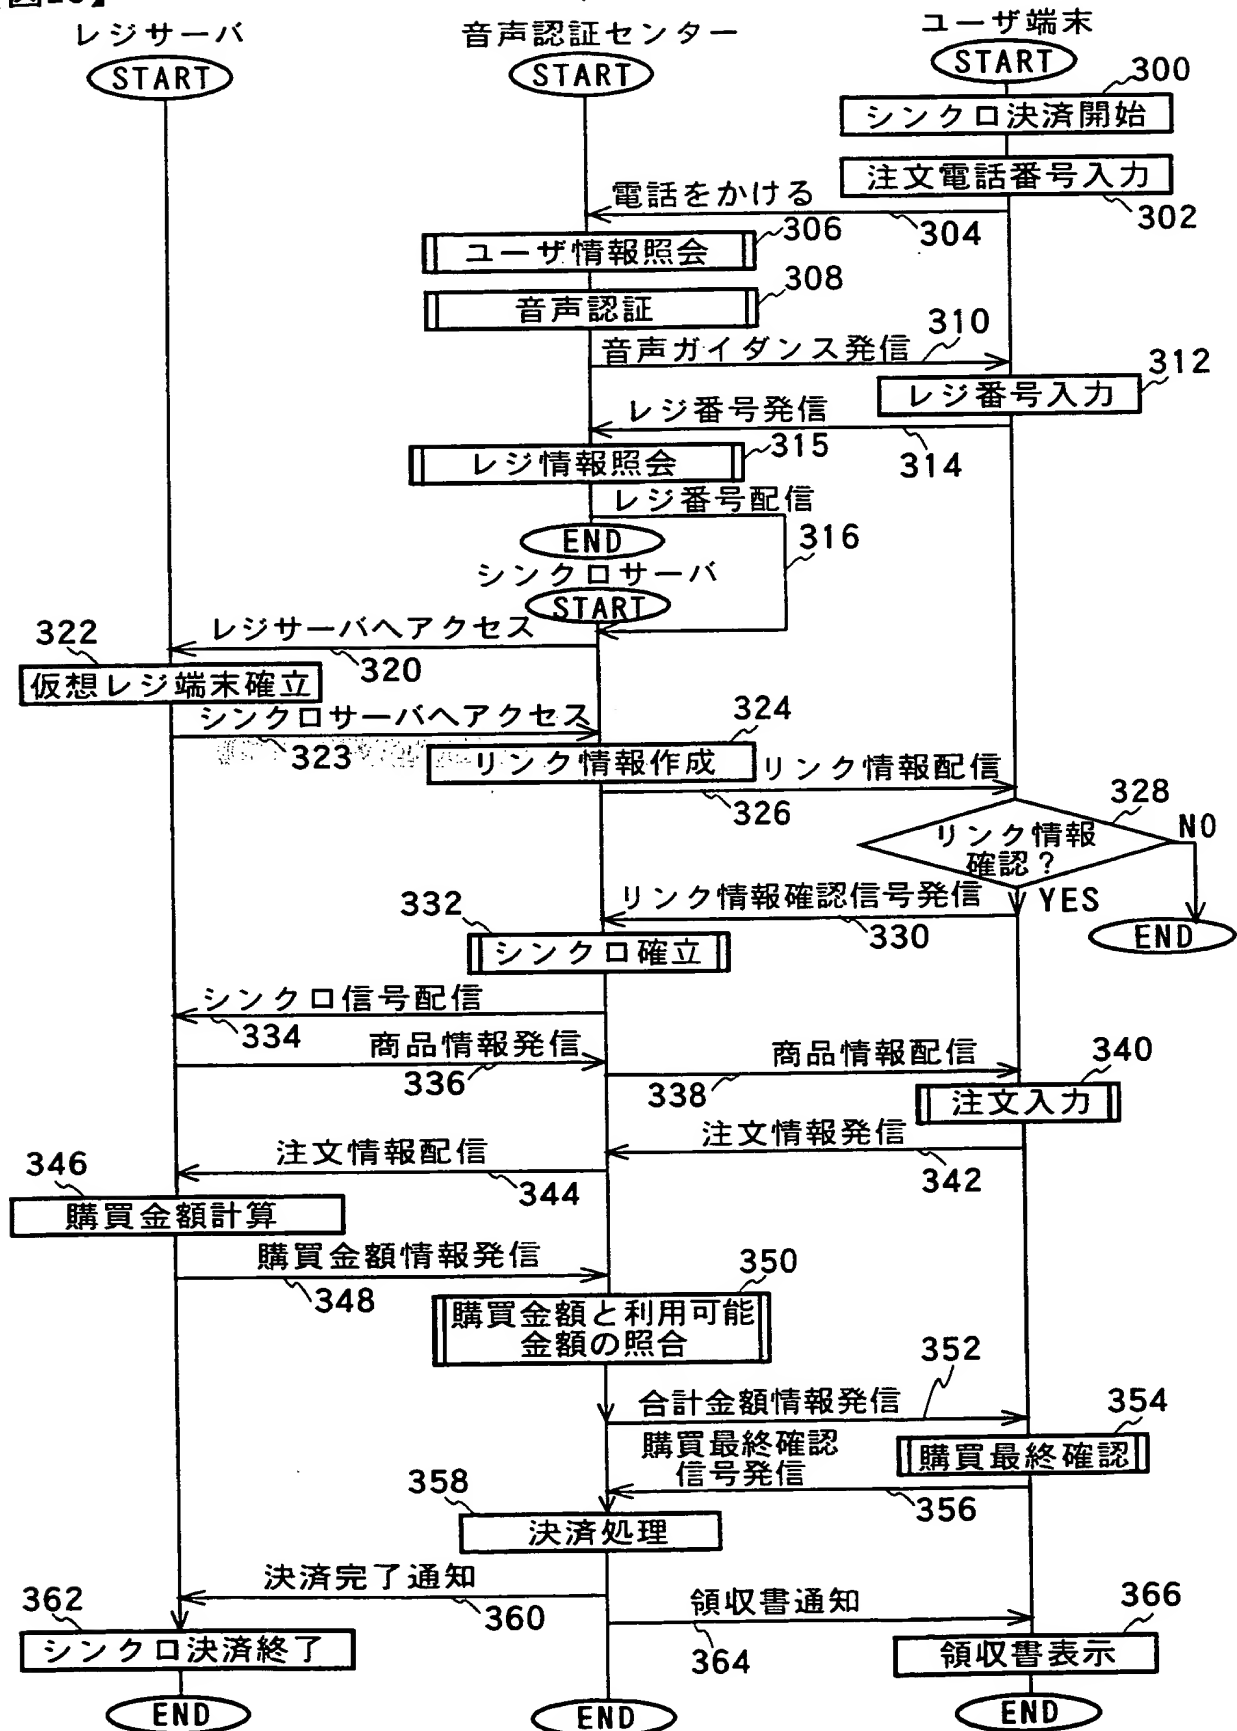 レジサーバ
音声認証センター
ユーザ端末
START
START
START
300
シンクロ決済開始
注文電話番号入力
302
電話をかける
304
306
ユーザ情報照会
308
音声認証
310
音声ガイダンス発信
312
レジ番号入力
レジ番号発信
314
315
レジ情報照会
レジ番号配信
END
316
シンクロサーバ
START
レジサーバへアクセス
320
322
仮想レジ端末確立
シンクロサーバへアクセス
323
324
リンク情報作成
リンク情報配信
326
328
リンク情報
確認?
NO
YES
END
リンク情報確認信号発信
330
332
シンクロ確立
シンクロ信号配信
334
商品情報発信
336
商品情報配信
338
340
注文入力
注文情報発信
342
注文情報配信
344
346
購買金額計算
購買金額情報発信
348
350
購買金額と利用可能
金額の照合
352
合計金額情報発信
354
購買最終確認
購買最終確認
信号発信
356
358
決済処理
決済完了通知
360
362
シンクロ決済終了
領収書通知
364
366
領収書表示
END
END
END